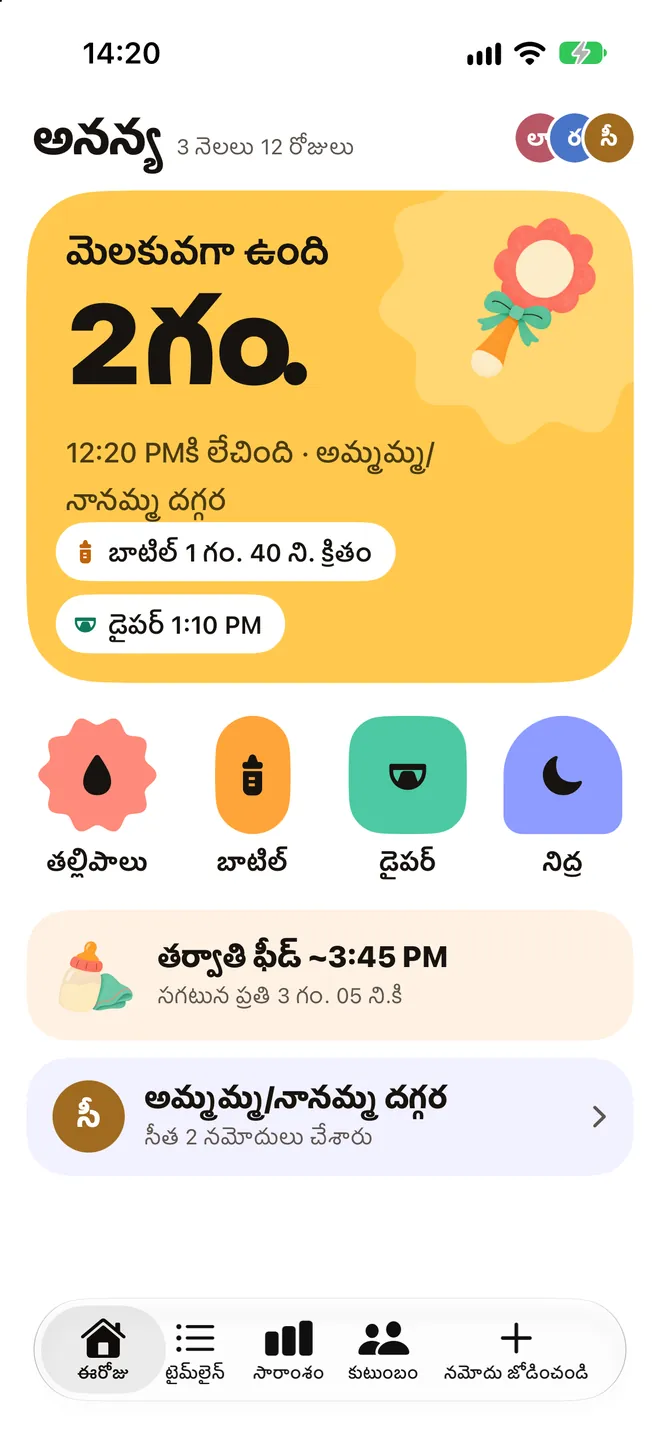 14:20
అనన్య 3 నెలలు 12 రోజులు
లా ర సీ
మెలకువగా ఉంది
2గం.
12:20 PMకి లేచింది · అమ్మమ్మ/
నానమ్మ దగ్గర
బాటిల్ 1 గం. 40 ని. క్రితం
డైపర్ 1:10 PM
తల్లిపాలు బాటిల్ డైపర్ నిద్ర
తర్వాతి ఫీడ్ ~3:45 PM
సగటున ప్రతి 3 గం. 05 ని.కి
సీ
అమ్మమ్మ/నానమ్మ దగ్గర
సీత 2 నమోదులు చేశారు
ఈరోజు టైమ్‌లైన్ సారాంశం కుటుంబం నమోదు జోడించండి